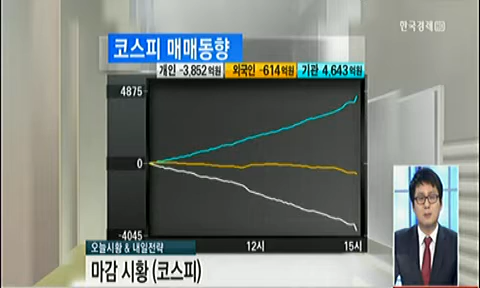 한국경제HD
코스피 매매동향
개인 -3,852억원 외국인 -614억원 기관 4,643억원
4875
0
-4045
12시 15시
오늘시황 & 내일전략
마감 시황 (코스피)